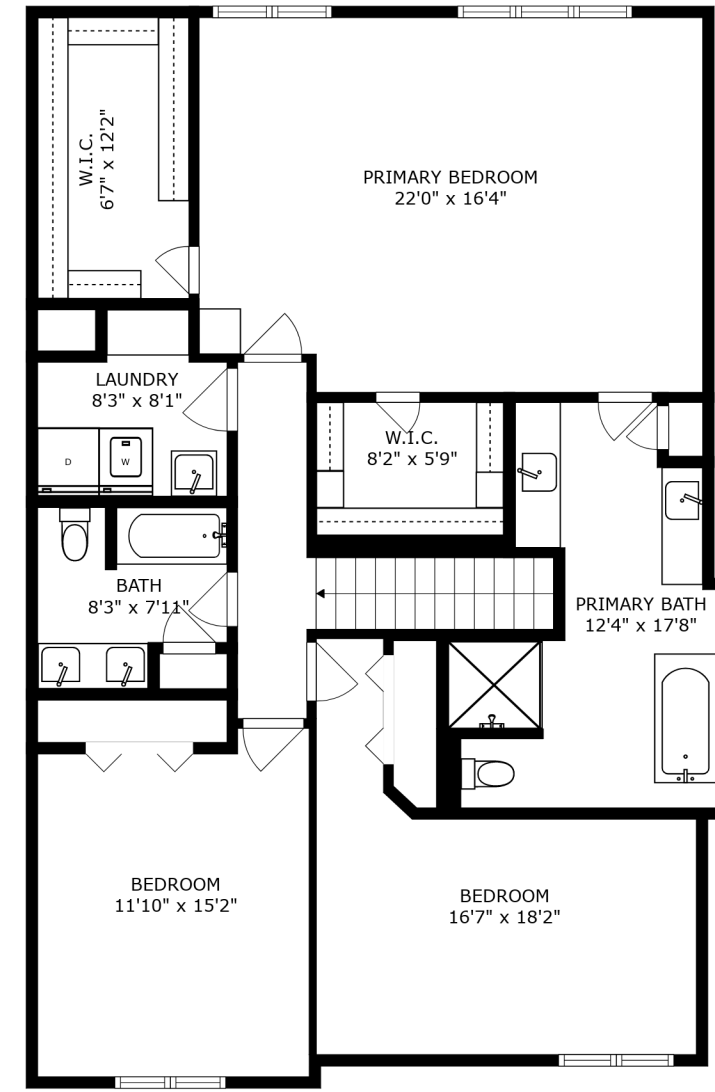 W.I.C.
6'7" x 12'2"
PRIMARY BEDROOM
22'0" x 16'4"
LAUNDRY
8'3" x 8'1"
D
W
W.I.C.
8'2" x 5'9"
BATH
8'3" x 7'11"
PRIMARY BATH
12'4" x 17'8"
BEDROOM
11'10" x 15'2"
BEDROOM
16'7" x 18'2"